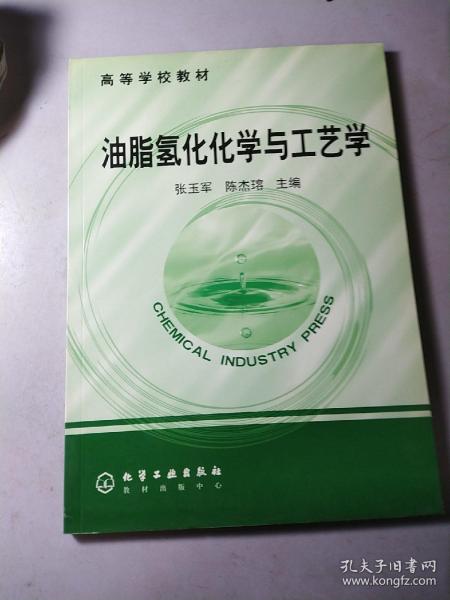 高等学校教材
油脂氢化化学与工艺学
张玉军 陈杰瑢 主编
CHEMICAL INDUSTRY PRESS
化学工业出版社
教材出版中心
孔夫子旧书网
www.kongfz.com